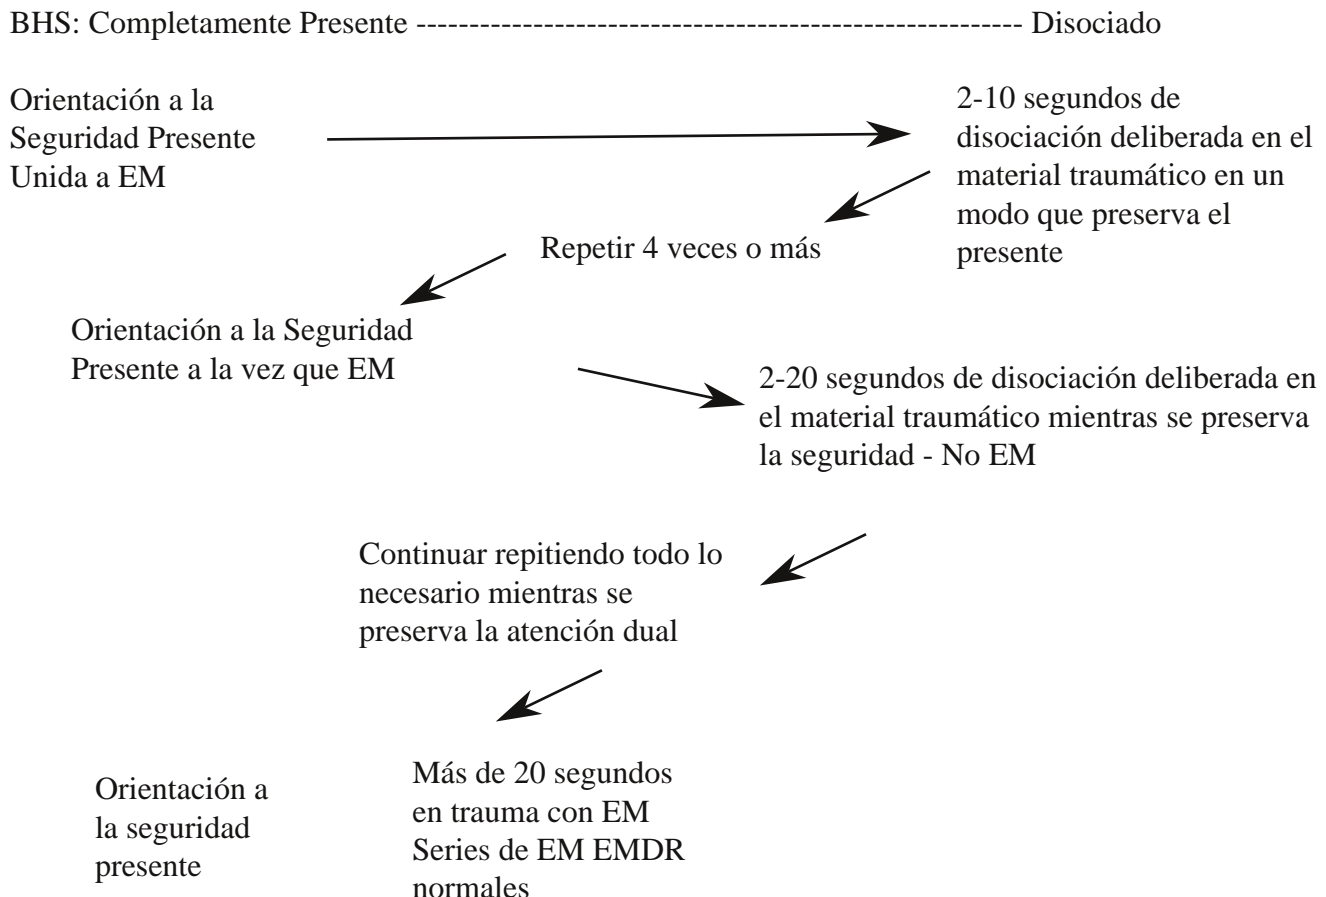 BHS: Completamente Presente ------------------------------------------------------------ Disociado
Orientación a la
Seguridad Presente
Unida a EM
2-10 segundos de
disociación deliberada en el
material traumático en un
modo que preserva el
presente
Repetir 4 veces o más
Orientación a la Seguridad
Presente a la vez que EM
2-20 segundos de disociación deliberada en
el material traumático mientras se preserva
la seguridad - No EM
Continuar repitiendo todo lo
necesario mientras se
preserva la atención dual
Orientación a
la seguridad
presente
Más de 20 segundos
en trauma con EM
Series de EM EMDR
normales